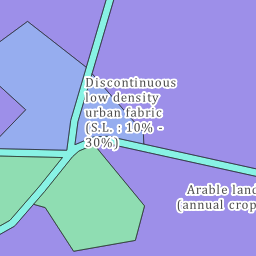 Discontinuous
low density
urban fabric
(S.L. : 10% -
30%)
Arable land
(annual crop